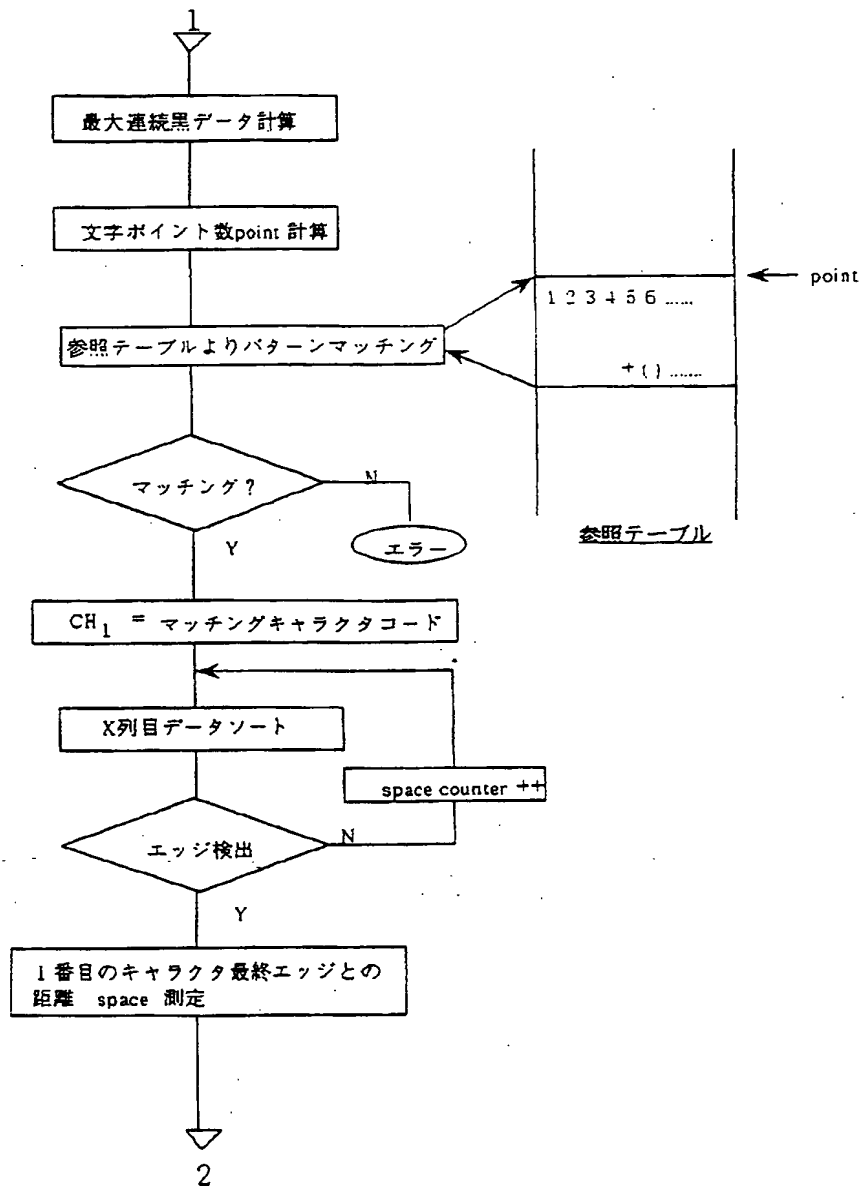 1
最大連続黒データ計算
文字ポイント数point 計算
参照テーブルよりパターンマッチング
point
1 2 3 4 5 6 ......
+ ( ) .......
参照テーブル
マッチング?
N
エラー
Y
CH1 = マッチングキャラクタコード
X列目データソート
space counter ++
エッジ検出
N
Y
1番目のキャラクタ最終エッジとの
距離 space 測定
2